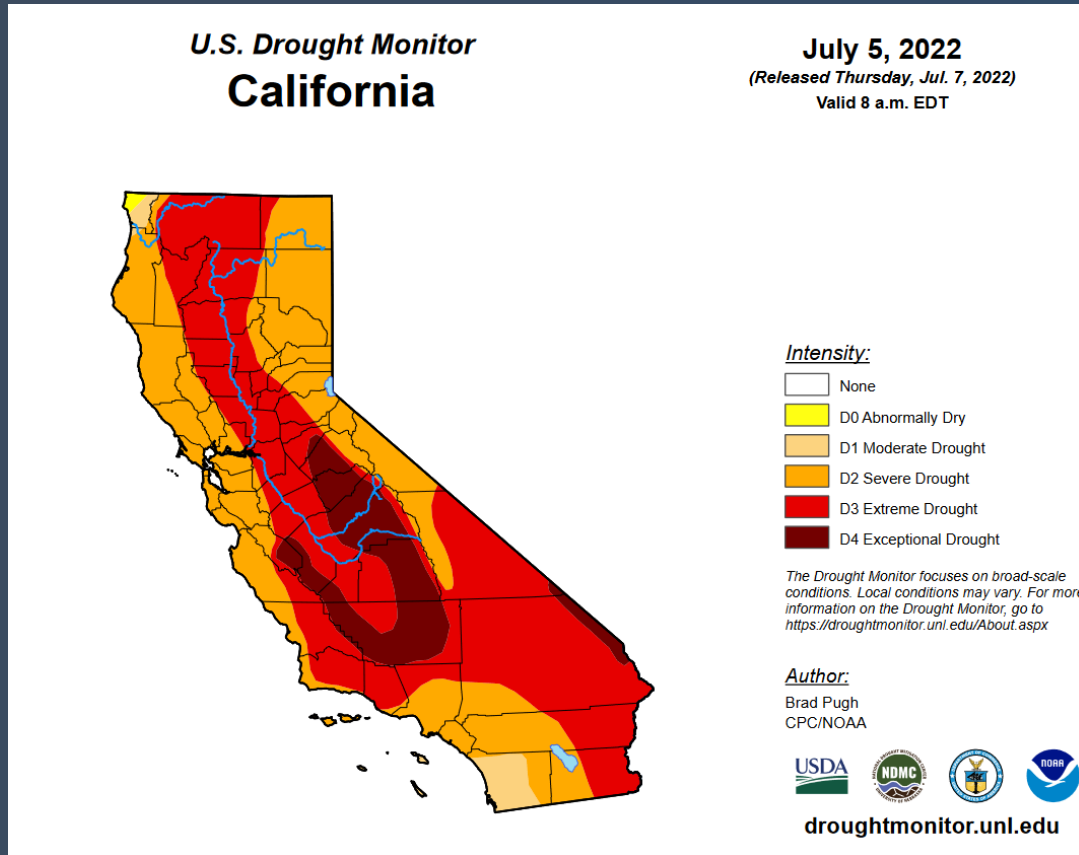 U.S. Drought Monitor
California
July 5, 2022
(Released Thursday, Jul. 7, 2022)
Valid 8 a.m. EDT
Intensity:
None
D0 Abnormally Dry
D1 Moderate Drought
D2 Severe Drought
D3 Extreme Drought
D4 Exceptional Drought
The Drought Monitor focuses on broad-scale
conditions. Local conditions may vary. For more
information on the Drought Monitor, go to
https://droughtmonitor.unl.edu/About.aspx
Author:
Brad Pugh
CPC/NOAA
USDA
NDMC
NOAA
droughtmonitor.unl.edu